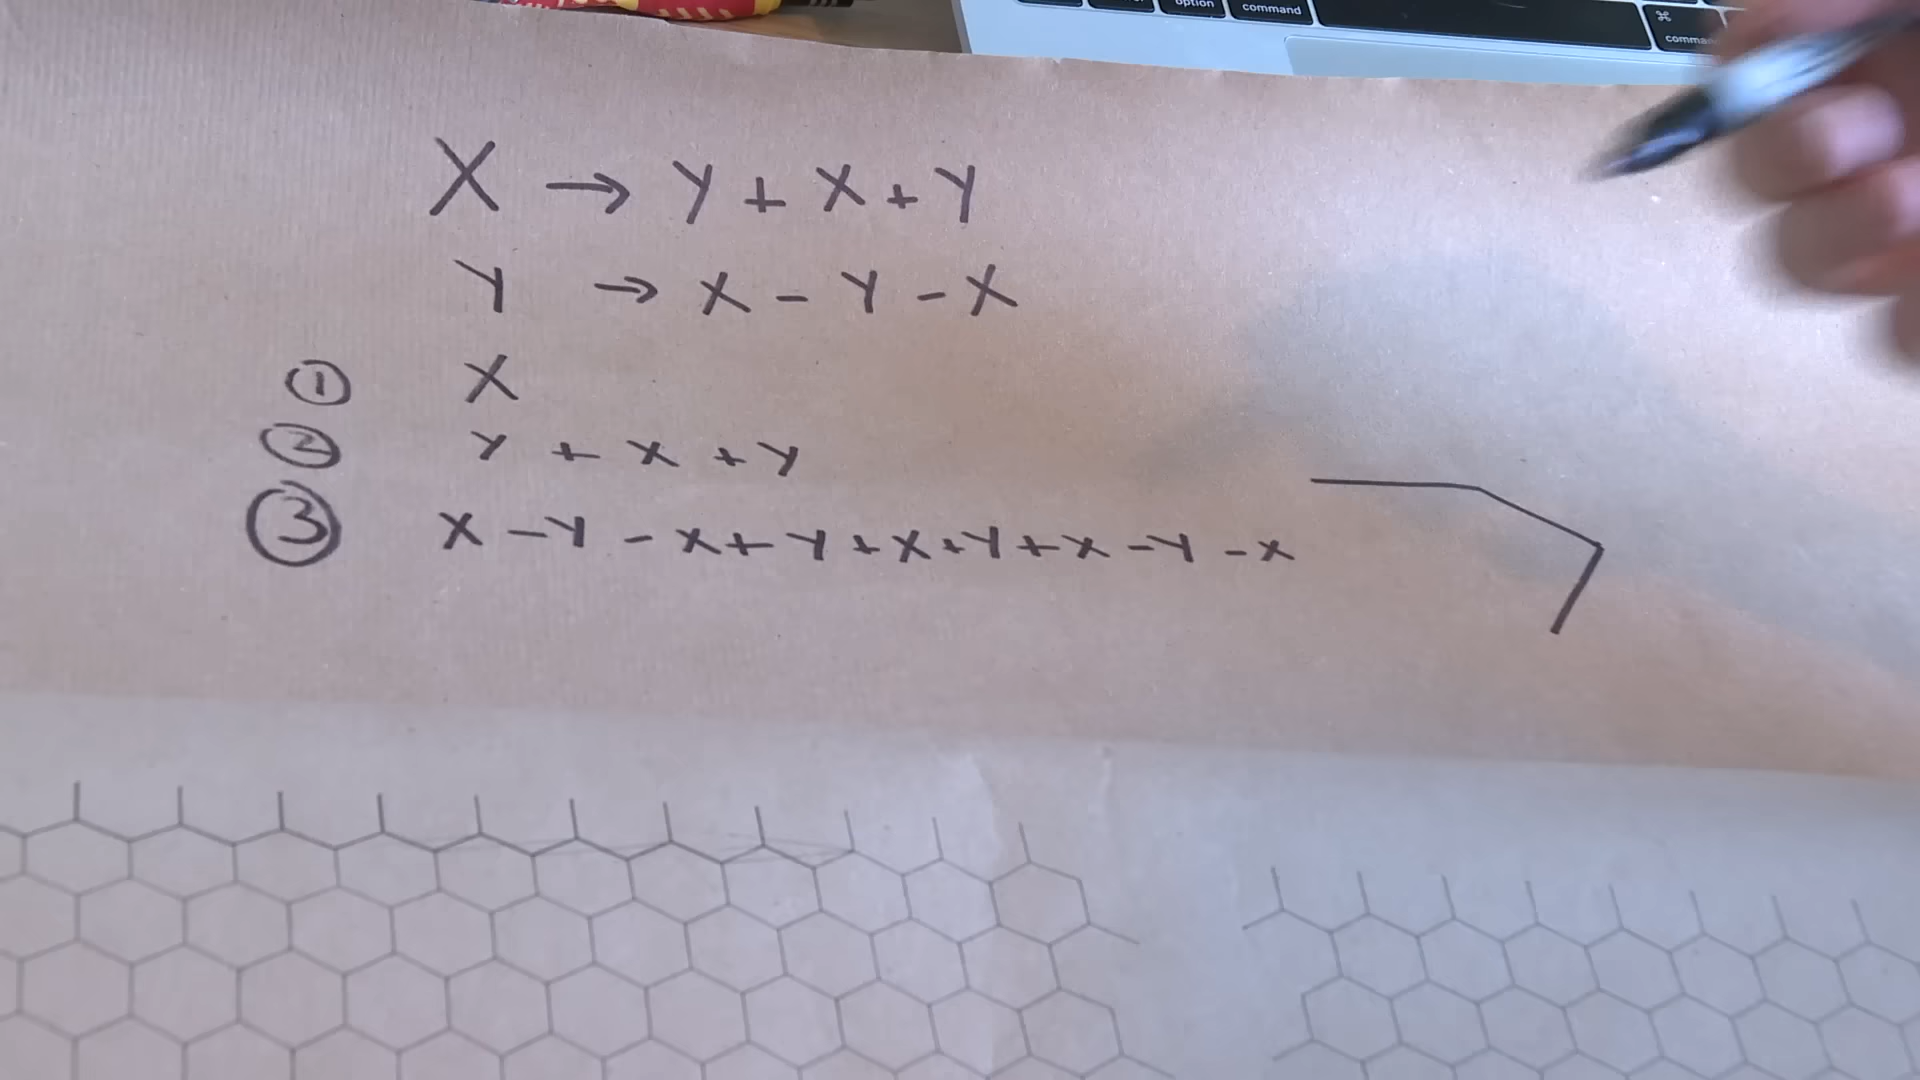 option command
⌘
command
X → Y + X + Y
Y → X - Y - X
① X
② Y + X + Y
③ X - Y - X + Y + X + Y + X - Y - X